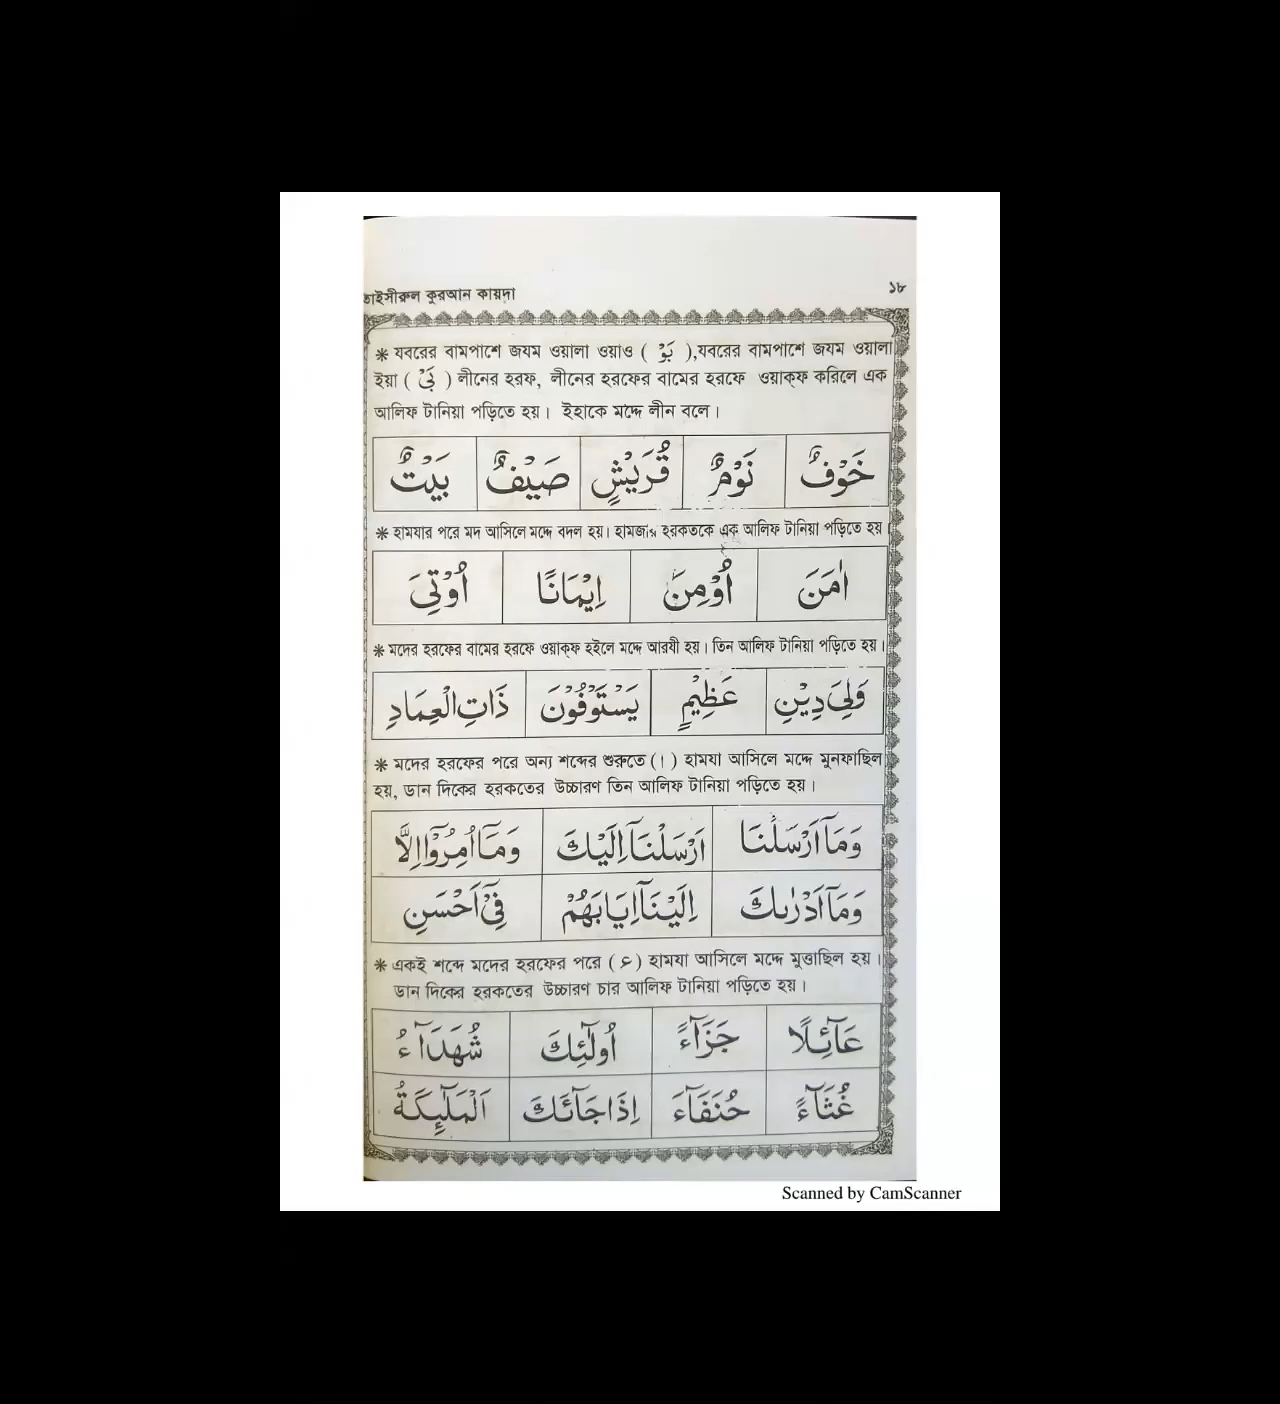 তাইসীরুল কুরআন কায়দা ১৮
* যবরের বামপাশে জযম ওয়ালা ওয়াও ( بَوْ ),যবরের বামপাশে জযম ওয়ালা
ইয়া ( بَىْ ) লীনের হরফ, লীনের হরফের বামের হরফে ওয়াক্‌ফ করিলে এক
আলিফ টানিয়া পড়িতে হয়। ইহাকে মদ্দে লীন বলে।
خَوْفٌ نَوْمٌ قُرَيْشٍ صَيْفٌ بَيْتٌ
* হামযার পরে মদ আসিলে মদ্দে বদল হয়। হামজার হরকতকে এক আলিফ টানিয়া পড়িতে হয়।
اٰمَنَ اُوْمِنَ اِيْمَانًا اُوْتِىَ
* মদের হরফের বামের হরফে ওয়াক্‌ফ হইলে মদ্দে আরযী হয়। তিন আলিফ টানিয়া পড়িতে হয়।
وَلِىَ دِيْنِ عَظِيْمٍ يَسْتَوْفُوْنَ ذَاتِ الْعِمَادِ
* মদের হরফের পরে অন্য শব্দের শুরুতে ( ا ) হামযা আসিলে মদ্দে মুনফাছিল
হয়, ডান দিকের হরকতের উচ্চারণ তিন আলিফ টানিয়া পড়িতে হয়।
وَمَآ اَرْسَلْنَا اَرْسَلْنَآ اِلَيْكَ وَمَآ اُمِرُوْٓا اِلَّا
وَمَآ اَدْرٰىكَ اِلَيْنَآ اِيَابَهُمْ فِىْٓ اَحْسَنِ
* একই শব্দে মদের হরফের পরে ( ء ) হামযা আসিলে মদ্দে মুত্তাছিল হয়।
ডান দিকের হরকতের উচ্চারণ চার আলিফ টানিয়া পড়িতে হয়।
عَآئِلًا جَزَآءً اُولٰٓئِكَ شُهَدَآءُ
غُثَآءً حُنَفَآءَ اِذَا جَآئَكَ اَلْمَلٰٓئِكَةُ
Scanned by CamScanner